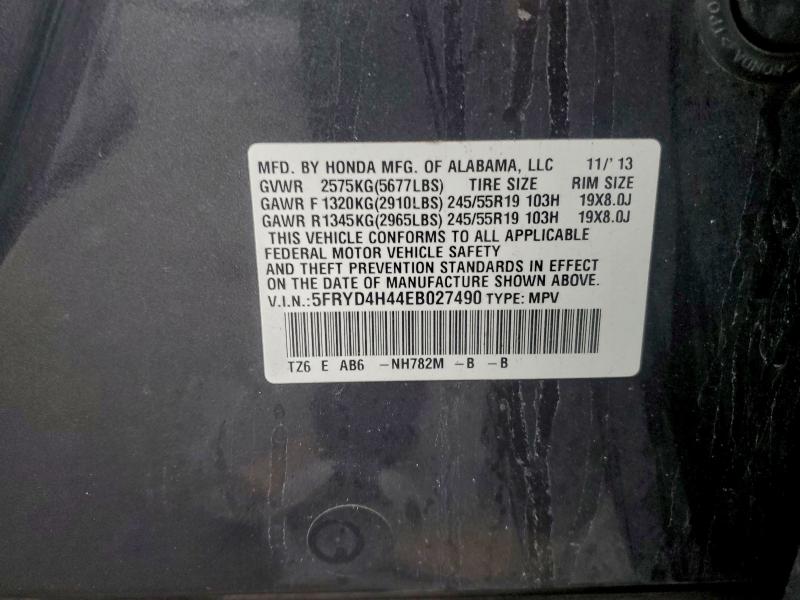 HONDA >TPO
MFD. BY HONDA MFG. OF ALABAMA, LLC 11/'13
GVWR 2575KG(5677LBS) TIRE SIZE RIM SIZE
GAWR F 1320KG(2910LBS) 245/55R19 103H 19X8.0J
GAWR R1345KG(2965LBS) 245/55R19 103H 19X8.0J
THIS VEHICLE CONFORMS TO ALL APPLICABLE
FEDERAL MOTOR VEHICLE SAFETY
AND THEFT PREVENTION STANDARDS IN EFFECT
ON THE DATE OF MANUFACTURE SHOWN ABOVE.
V.I.N.:5FRYD4H44EB027490 TYPE: MPV
TZ6 E AB6 -NH782M -B -B